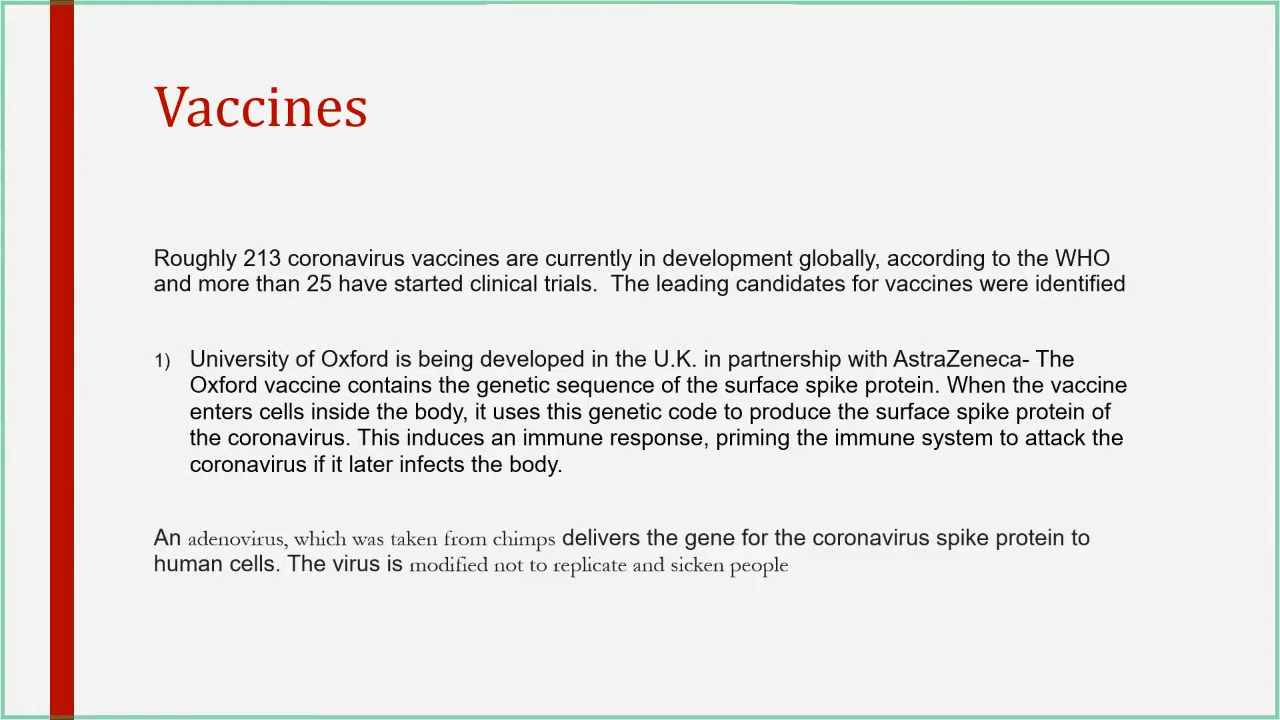 Vaccines
Roughly 213 coronavirus vaccines are currently in development globally, according to the WHO
and more than 25 have started clinical trials.  The leading candidates for vaccines were identified
1) University of Oxford is being developed in the U.K. in partnership with AstraZeneca- The
Oxford vaccine contains the genetic sequence of the surface spike protein. When the vaccine
enters cells inside the body, it uses this genetic code to produce the surface spike protein of
the coronavirus. This induces an immune response, priming the immune system to attack the
coronavirus if it later infects the body.
An adenovirus, which was taken from chimps delivers the gene for the coronavirus spike protein to
human cells. The virus is modified not to replicate and sicken people